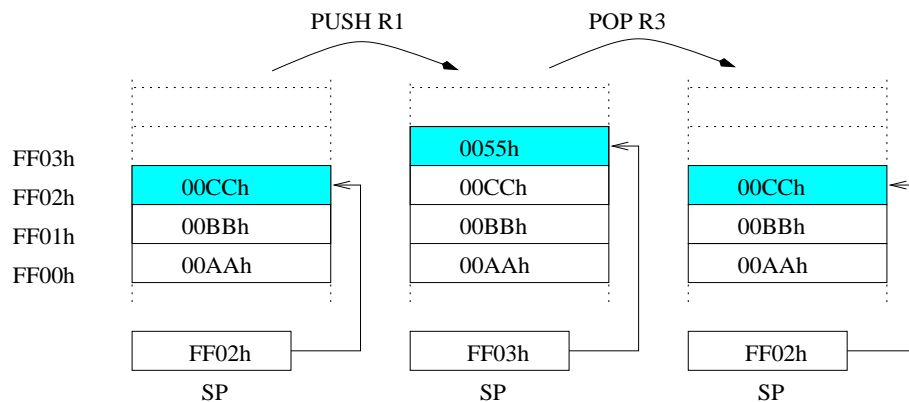 PUSH R1 POP R3
FF03h 0055h
FF02h 00CCh 00CCh 00CCh
FF01h 00BBh 00BBh 00BBh
FF00h 00AAh 00AAh 00AAh
FF02h FF03h FF02h
SP SP SP